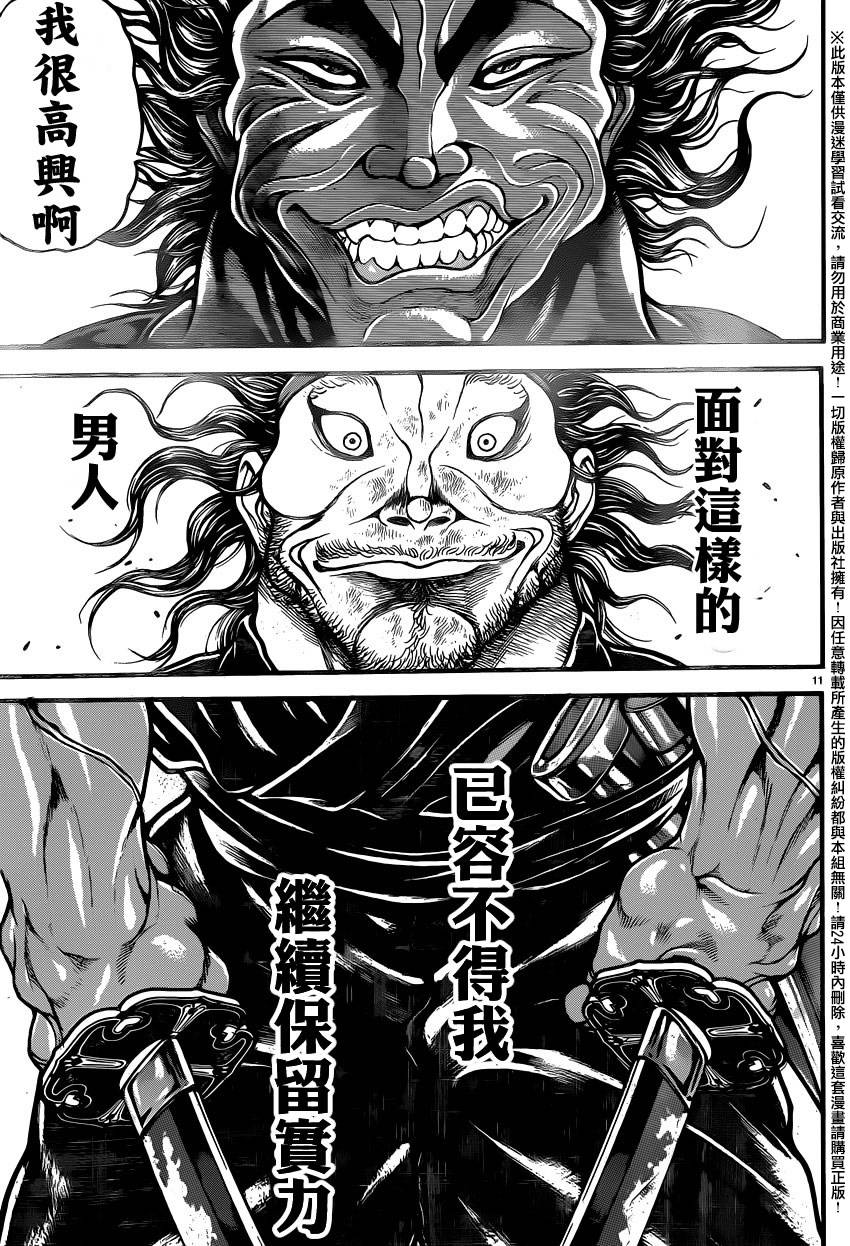 我很高興啊
面對這樣的
男人
11
已容不得我
繼續保留實力
※此版本僅供漫迷學習試看交流，請勿用於商業用途！一切版權歸原作者與出版社擁有！因任意轉載所產生的版權糾紛都與本組無關！請24小時內刪除，喜歡這套漫畫請購買正版！